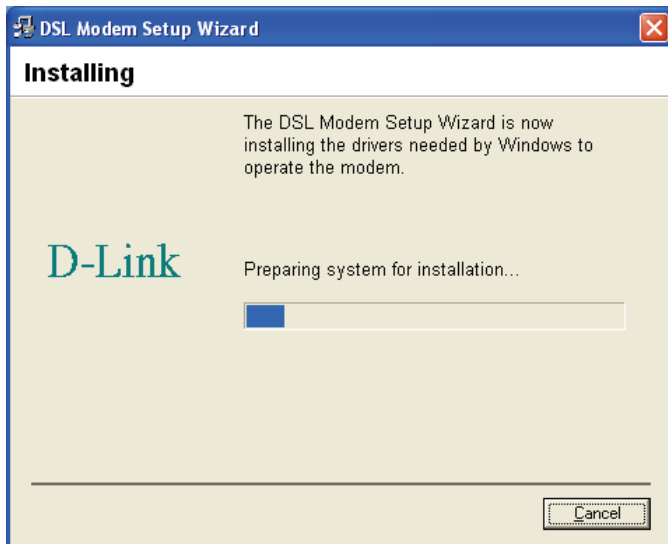 DSL Modem Setup Wizard
Installing
The DSL Modem Setup Wizard is now
installing the drivers needed by Windows to
operate the modem.
D-Link
Preparing system for installation...
Cancel